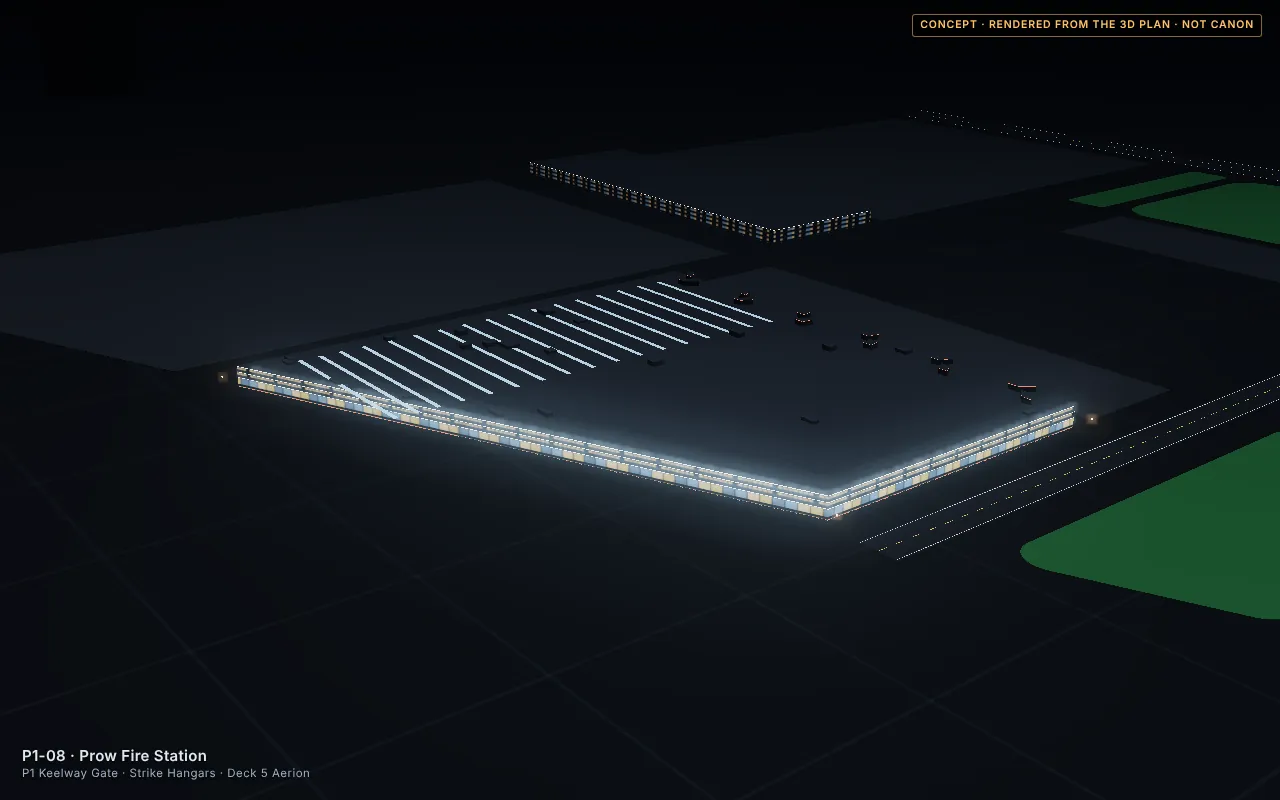 CONCEPT · RENDERED FROM THE 3D PLAN · NOT CANON
P1-08 · Prow Fire Station
P1 Keelway Gate · Strike Hangars · Deck 5 Aerion